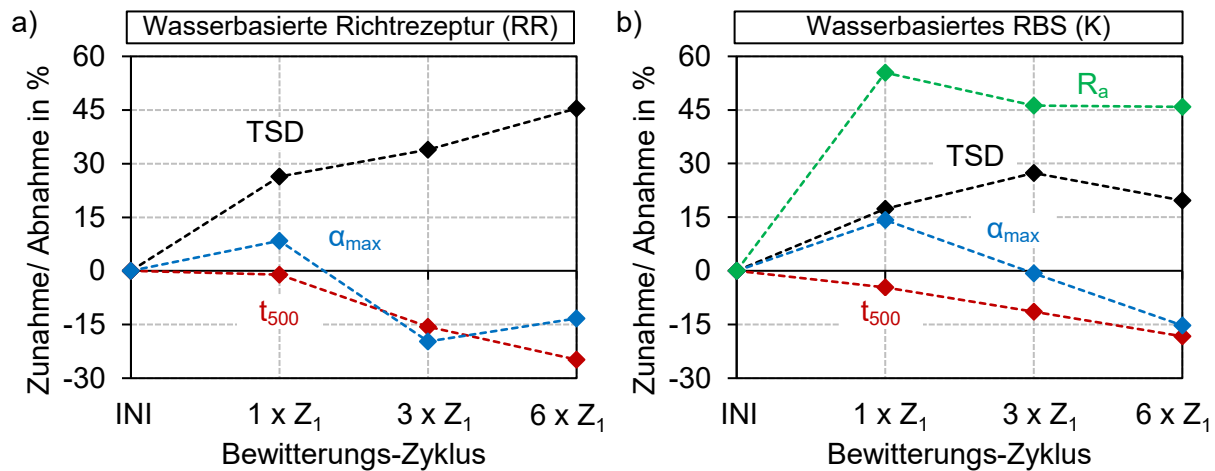 a)
Wasserbasierte Richtrezeptur (RR)
Zunahme/ Abnahme in %
60
45
30
15
0
-15
-30
TSD
αmax
t500
INI
1 x Z1
3 x Z1
6 x Z1
Bewitterungs-Zyklus
b)
Wasserbasiertes RBS (K)
Zunahme/ Abnahme in %
60
45
30
15
0
-15
-30
Ra
TSD
αmax
t500
INI
1 x Z1
3 x Z1
6 x Z1
Bewitterungs-Zyklus